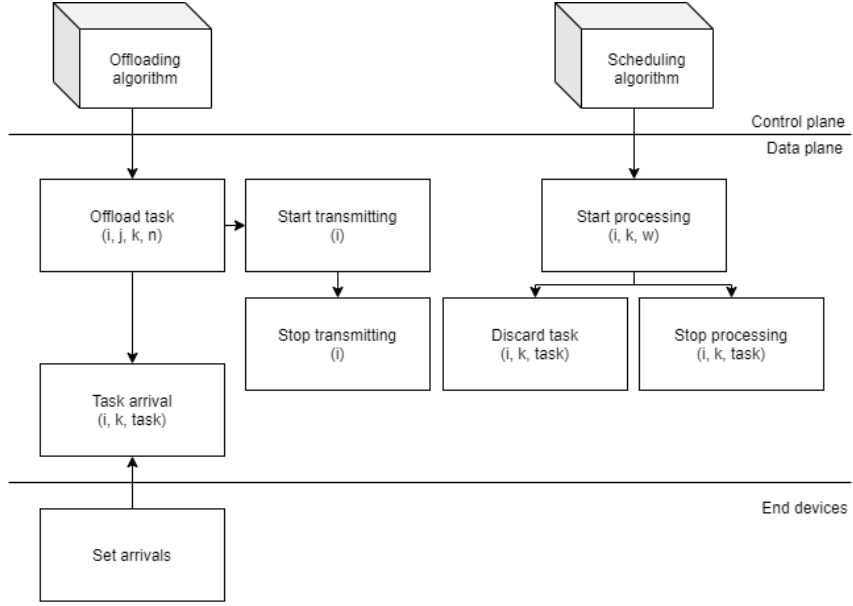 Offloading
algorithm
Scheduling
algorithm
Control plane
Data plane
Offload task
(i, j, k, n)
Start transmitting
(i)
Start processing
(i, k, w)
Stop transmitting
(i)
Discard task
(i, k, task)
Stop processing
(i, k, task)
Task arrival
(i, k, task)
End devices
Set arrivals